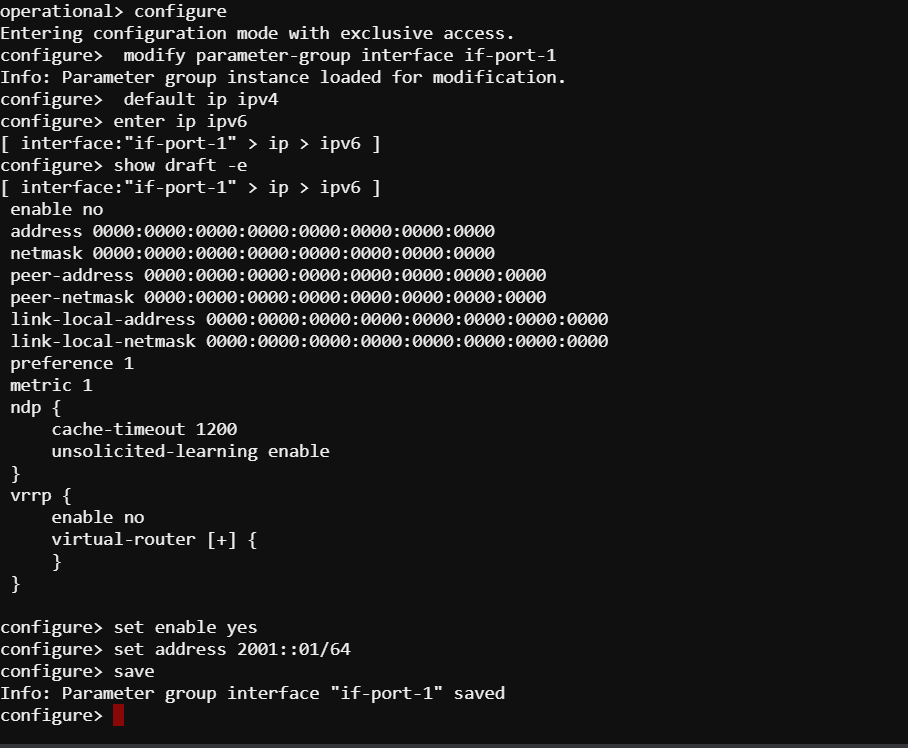 operational> configure
Entering configuration mode with exclusive access.
configure>  modify parameter-group interface if-port-1
Info: Parameter group instance loaded for modification.
configure>  default ip ipv4
configure> enter ip ipv6
[ interface:"if-port-1" > ip > ipv6 ]
configure> show draft -e
[ interface:"if-port-1" > ip > ipv6 ]
 enable no
 address 0000:0000:0000:0000:0000:0000:0000:0000
 netmask 0000:0000:0000:0000:0000:0000:0000:0000
 peer-address 0000:0000:0000:0000:0000:0000:0000:0000
 peer-netmask 0000:0000:0000:0000:0000:0000:0000:0000
 link-local-address 0000:0000:0000:0000:0000:0000:0000:0000
 link-local-netmask 0000:0000:0000:0000:0000:0000:0000:0000
 preference 1
 metric 1
 ndp {
     cache-timeout 1200
     unsolicited-learning enable
 }
 vrrp {
     enable no
     virtual-router [+] {
     }
 }

configure> set enable yes
configure> set address 2001::01/64
configure> save
Info: Parameter group interface "if-port-1" saved
configure>